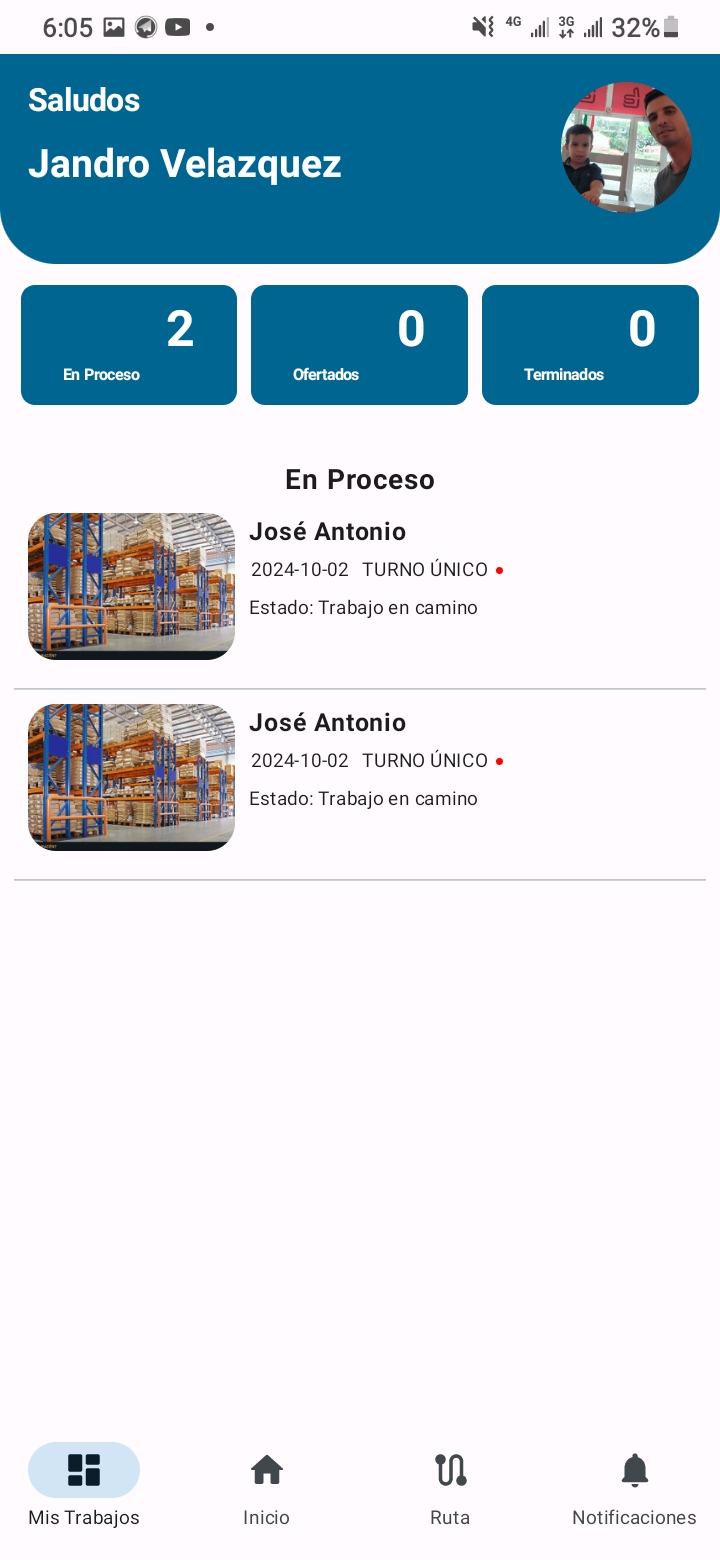 6:05 4G 3G 32%
Saludos
Jandro Velazquez
2 0 0
En Proceso Ofertados Terminados
En Proceso
José Antonio
2024-10-02 TURNO ÚNICO
Estado: Trabajo en camino
José Antonio
2024-10-02 TURNO ÚNICO
Estado: Trabajo en camino
Mis Trabajos Inicio Ruta Notificaciones